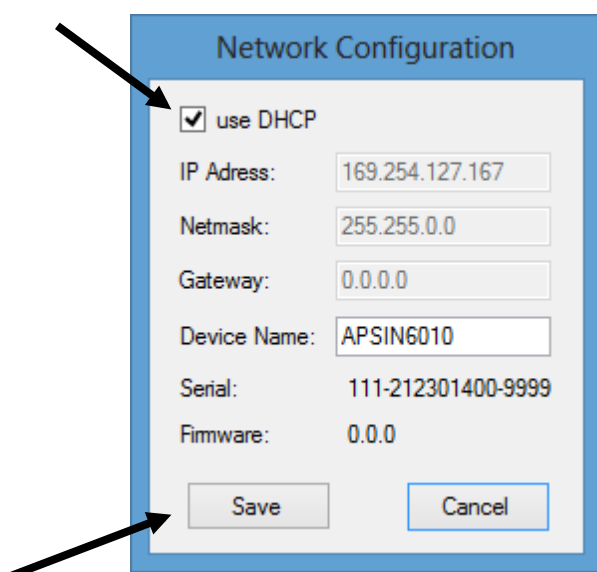 Network Configuration
use DHCP
IP Adress: 169.254.127.167
Netmask: 255.255.0.0
Gateway: 0.0.0.0
Device Name: APSIN6010
Serial: 111-212301400-9999
Firmware: 0.0.0
Save Cancel